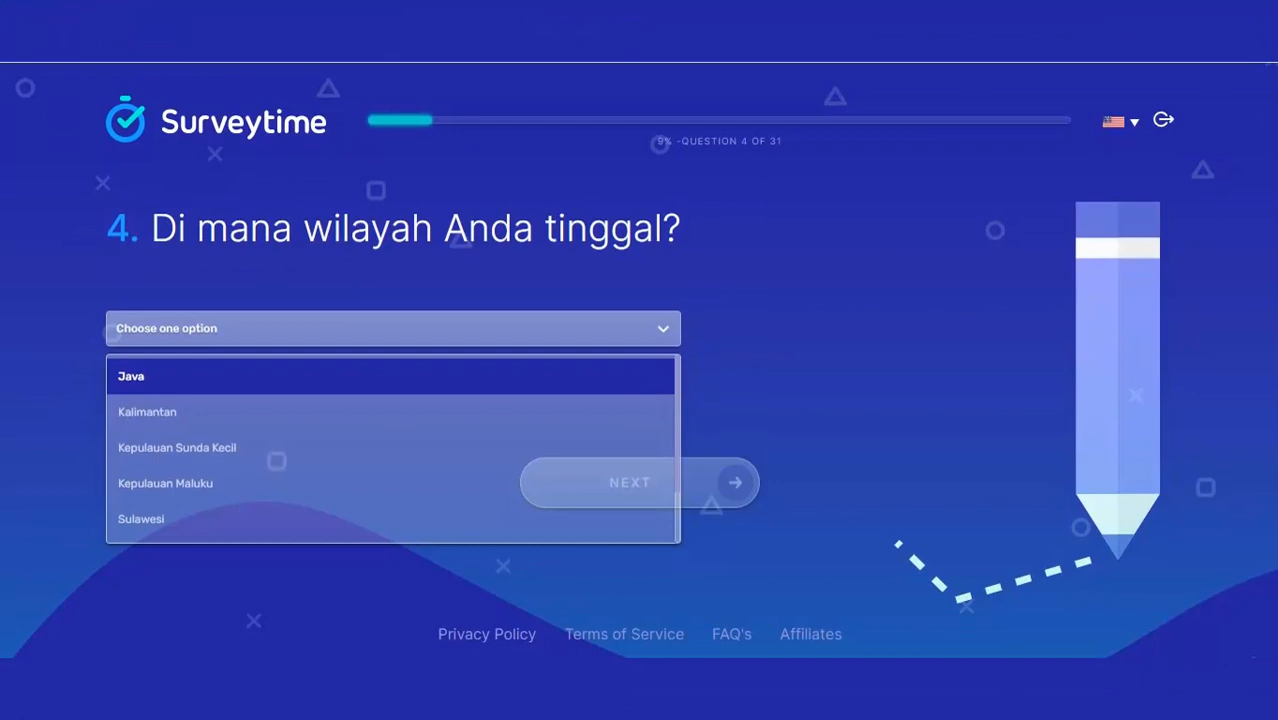 Surveytime
9% -QUESTION 4 OF 31
4. Di mana wilayah Anda tinggal?
Choose one option
Java
Kalimantan
Kepulauan Sunda Kecil
Kepulauan Maluku
Sulawesi
NEXT
Privacy Policy Terms of Service FAQ's Affiliates